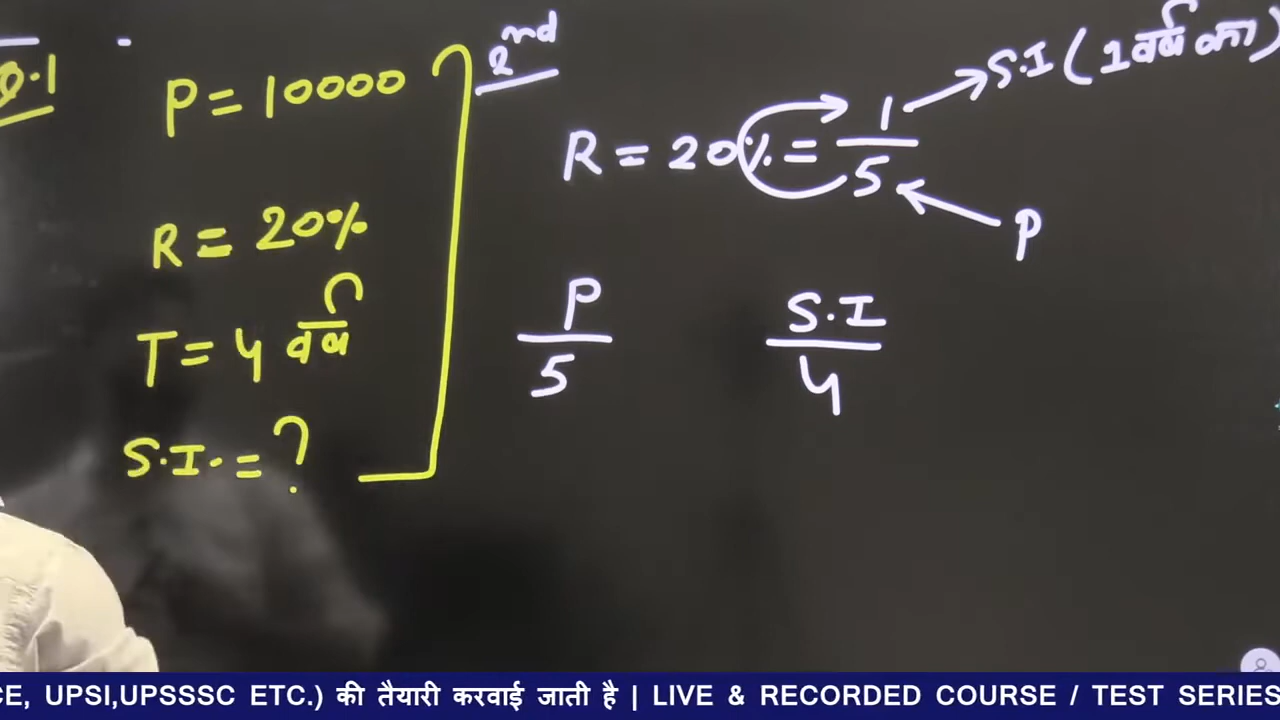 Q.1
P = 10000
R = 20%
T = 4 वर्ष
S.I. = ?
2nd
R = 20% = 1/5
S.I (1 वर्ष का)
P
P S.I
5 4
CE, UPSI,UPSSSC ETC.) की तैयारी करवाई जाती है | LIVE & RECORDED COURSE / TEST SERIES